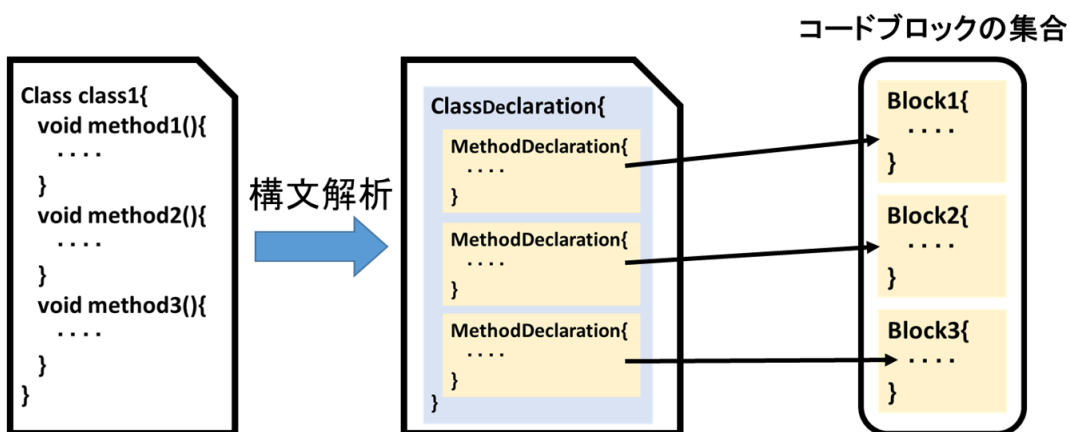 コードブロックの集合
Class class1{
void method1(){
....
}
void method2(){
....
}
void method3(){
....
}
}
構文解析
ClassDeclaration{
MethodDeclaration{
....
}
MethodDeclaration{
....
}
MethodDeclaration{
....
}
}
Block1{
....
}
Block2{
....
}
Block3{
....
}